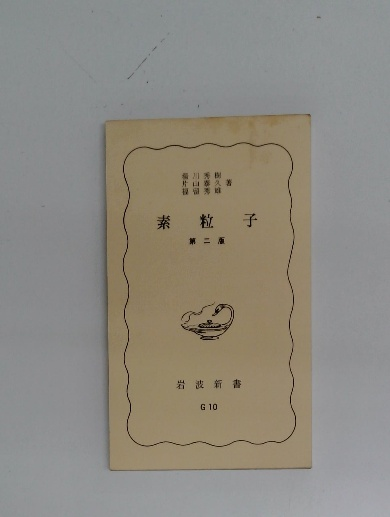 湯川秀樹
片山泰久 著
福留秀雄
素粒子
第二版
岩波新書
G 10